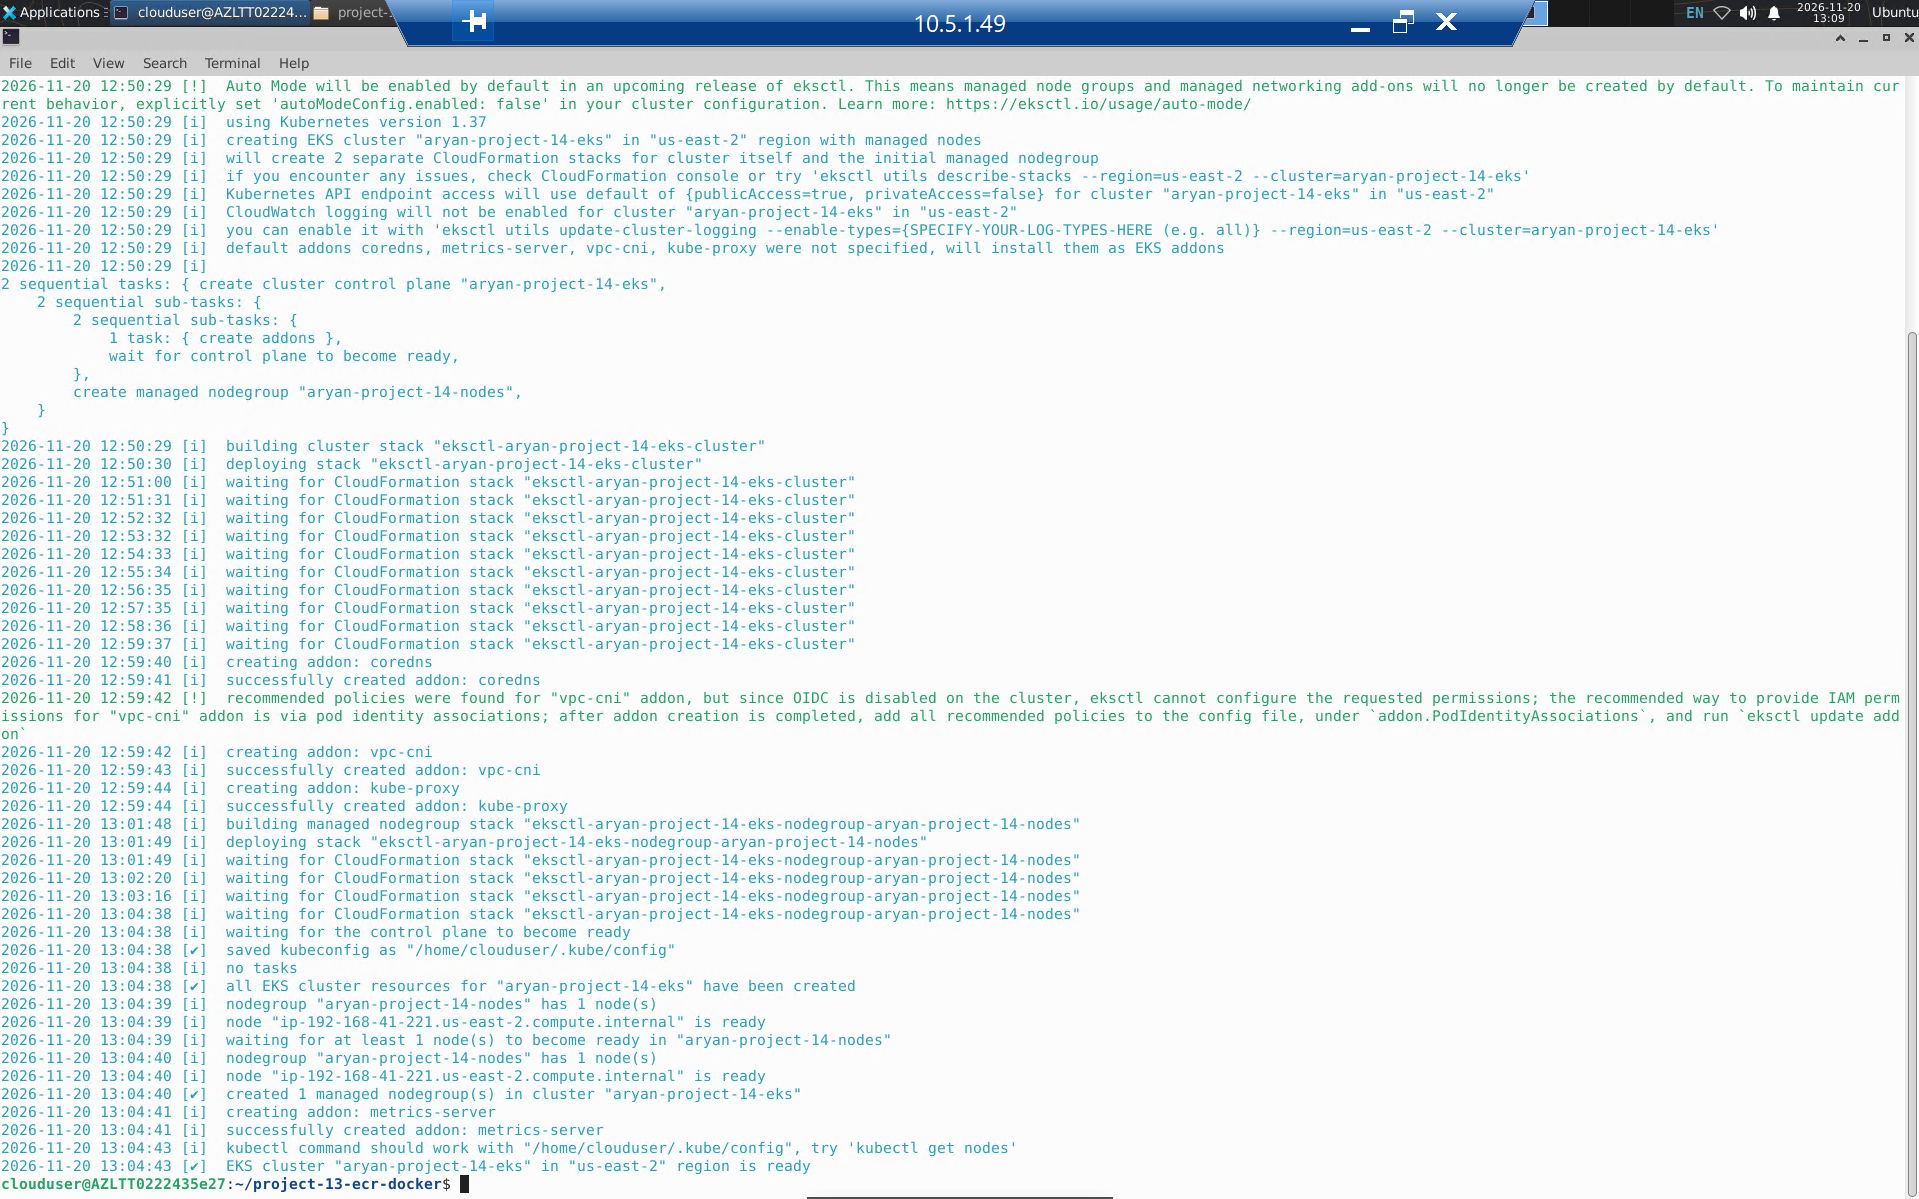 Applications
clouduser@AZLTT02224...
project-
10.5.1.49
EN
2026-11-20
13:09
Ubuntu
File Edit View Search Terminal Help
2026-11-20 12:50:29 [!]  Auto Mode will be enabled by default in an upcoming release of eksctl. This means managed node groups and managed networking add-ons will no longer be created by default. To maintain cur
rent behavior, explicitly set 'autoModeConfig.enabled: false' in your cluster configuration. Learn more: https://eksctl.io/usage/auto-mode/
2026-11-20 12:50:29 [i]  using Kubernetes version 1.37
2026-11-20 12:50:29 [i]  creating EKS cluster "aryan-project-14-eks" in "us-east-2" region with managed nodes
2026-11-20 12:50:29 [i]  will create 2 separate CloudFormation stacks for cluster itself and the initial managed nodegroup
2026-11-20 12:50:29 [i]  if you encounter any issues, check CloudFormation console or try 'eksctl utils describe-stacks --region=us-east-2 --cluster=aryan-project-14-eks'
2026-11-20 12:50:29 [i]  Kubernetes API endpoint access will use default of {publicAccess=true, privateAccess=false} for cluster "aryan-project-14-eks" in "us-east-2"
2026-11-20 12:50:29 [i]  CloudWatch logging will not be enabled for cluster "aryan-project-14-eks" in "us-east-2"
2026-11-20 12:50:29 [i]  you can enable it with 'eksctl utils update-cluster-logging --enable-types={SPECIFY-YOUR-LOG-TYPES-HERE (e.g. all)} --region=us-east-2 --cluster=aryan-project-14-eks'
2026-11-20 12:50:29 [i]  default addons coredns, metrics-server, vpc-cni, kube-proxy were not specified, will install them as EKS addons
2026-11-20 12:50:29 [i]
2 sequential tasks: { create cluster control plane "aryan-project-14-eks",
    2 sequential sub-tasks: {
        2 sequential sub-tasks: {
            1 task: { create addons },
            wait for control plane to become ready,
        },
        create managed nodegroup "aryan-project-14-nodes",
    }
}
2026-11-20 12:50:29 [i]  building cluster stack "eksctl-aryan-project-14-eks-cluster"
2026-11-20 12:50:30 [i]  deploying stack "eksctl-aryan-project-14-eks-cluster"
2026-11-20 12:51:00 [i]  waiting for CloudFormation stack "eksctl-aryan-project-14-eks-cluster"
2026-11-20 12:51:31 [i]  waiting for CloudFormation stack "eksctl-aryan-project-14-eks-cluster"
2026-11-20 12:52:32 [i]  waiting for CloudFormation stack "eksctl-aryan-project-14-eks-cluster"
2026-11-20 12:53:32 [i]  waiting for CloudFormation stack "eksctl-aryan-project-14-eks-cluster"
2026-11-20 12:54:33 [i]  waiting for CloudFormation stack "eksctl-aryan-project-14-eks-cluster"
2026-11-20 12:55:34 [i]  waiting for CloudFormation stack "eksctl-aryan-project-14-eks-cluster"
2026-11-20 12:56:35 [i]  waiting for CloudFormation stack "eksctl-aryan-project-14-eks-cluster"
2026-11-20 12:57:35 [i]  waiting for CloudFormation stack "eksctl-aryan-project-14-eks-cluster"
2026-11-20 12:58:36 [i]  waiting for CloudFormation stack "eksctl-aryan-project-14-eks-cluster"
2026-11-20 12:59:37 [i]  waiting for CloudFormation stack "eksctl-aryan-project-14-eks-cluster"
2026-11-20 12:59:40 [i]  creating addon: coredns
2026-11-20 12:59:41 [i]  successfully created addon: coredns
2026-11-20 12:59:42 [!]  recommended policies were found for "vpc-cni" addon, but since OIDC is disabled on the cluster, eksctl cannot configure the requested permissions; the recommended way to provide IAM perm
issions for "vpc-cni" addon is via pod identity associations; after addon creation is completed, add all recommended policies to the config file, under `addon.PodIdentityAssociations`, and run `eksctl update add
on`
2026-11-20 12:59:42 [i]  creating addon: vpc-cni
2026-11-20 12:59:43 [i]  successfully created addon: vpc-cni
2026-11-20 12:59:44 [i]  creating addon: kube-proxy
2026-11-20 12:59:44 [i]  successfully created addon: kube-proxy
2026-11-20 13:01:48 [i]  building managed nodegroup stack "eksctl-aryan-project-14-eks-nodegroup-aryan-project-14-nodes"
2026-11-20 13:01:49 [i]  deploying stack "eksctl-aryan-project-14-eks-nodegroup-aryan-project-14-nodes"
2026-11-20 13:01:49 [i]  waiting for CloudFormation stack "eksctl-aryan-project-14-eks-nodegroup-aryan-project-14-nodes"
2026-11-20 13:02:20 [i]  waiting for CloudFormation stack "eksctl-aryan-project-14-eks-nodegroup-aryan-project-14-nodes"
2026-11-20 13:03:16 [i]  waiting for CloudFormation stack "eksctl-aryan-project-14-eks-nodegroup-aryan-project-14-nodes"
2026-11-20 13:04:38 [i]  waiting for CloudFormation stack "eksctl-aryan-project-14-eks-nodegroup-aryan-project-14-nodes"
2026-11-20 13:04:38 [i]  waiting for the control plane to become ready
2026-11-20 13:04:38 [✔]  saved kubeconfig as "/home/clouduser/.kube/config"
2026-11-20 13:04:38 [i]  no tasks
2026-11-20 13:04:38 [✔]  all EKS cluster resources for "aryan-project-14-eks" have been created
2026-11-20 13:04:39 [i]  nodegroup "aryan-project-14-nodes" has 1 node(s)
2026-11-20 13:04:39 [i]  node "ip-192-168-41-221.us-east-2.compute.internal" is ready
2026-11-20 13:04:39 [i]  waiting for at least 1 node(s) to become ready in "aryan-project-14-nodes"
2026-11-20 13:04:40 [i]  nodegroup "aryan-project-14-nodes" has 1 node(s)
2026-11-20 13:04:40 [i]  node "ip-192-168-41-221.us-east-2.compute.internal" is ready
2026-11-20 13:04:40 [✔]  created 1 managed nodegroup(s) in cluster "aryan-project-14-eks"
2026-11-20 13:04:41 [i]  creating addon: metrics-server
2026-11-20 13:04:41 [i]  successfully created addon: metrics-server
2026-11-20 13:04:43 [i]  kubectl command should work with "/home/clouduser/.kube/config", try 'kubectl get nodes'
2026-11-20 13:04:43 [✔]  EKS cluster "aryan-project-14-eks" in "us-east-2" region is ready
clouduser@AZLTT0222435e27:~/project-13-ecr-docker$